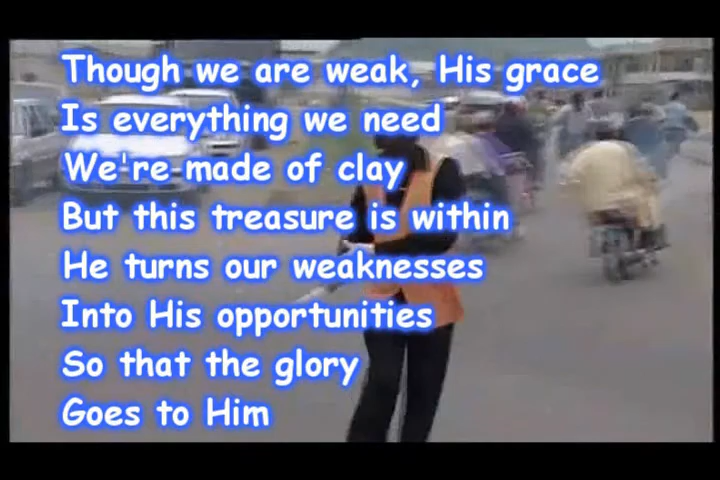 Though we are weak, His grace
Is everything we need
We're made of clay
But this treasure is within
He turns our weaknesses
Into His opportunities
So that the glory
Goes to Him